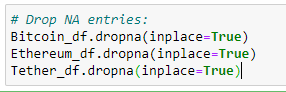 # Drop NA entries:
Bitcoin_df.dropna(inplace=True)
Ethereum_df.dropna(inplace=True)
Tether_df.dropna(inplace=True)